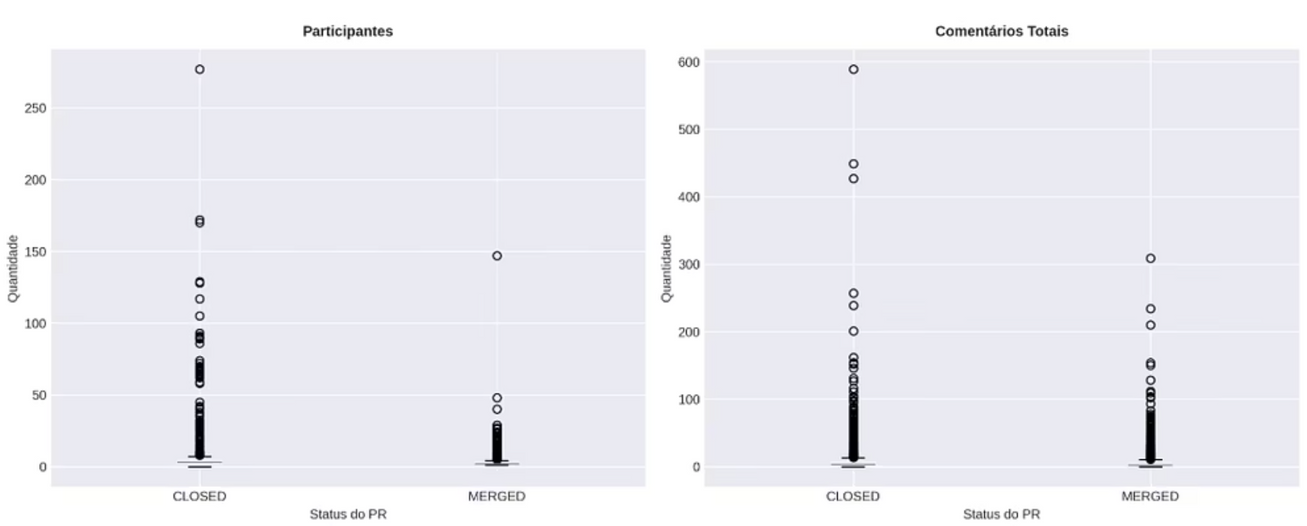 Participantes
Quantidade
250
200
150
100
50
0
CLOSED
MERGED
Status do PR
Comentários Totais
Quantidade
600
500
400
300
200
100
0
CLOSED
MERGED
Status do PR